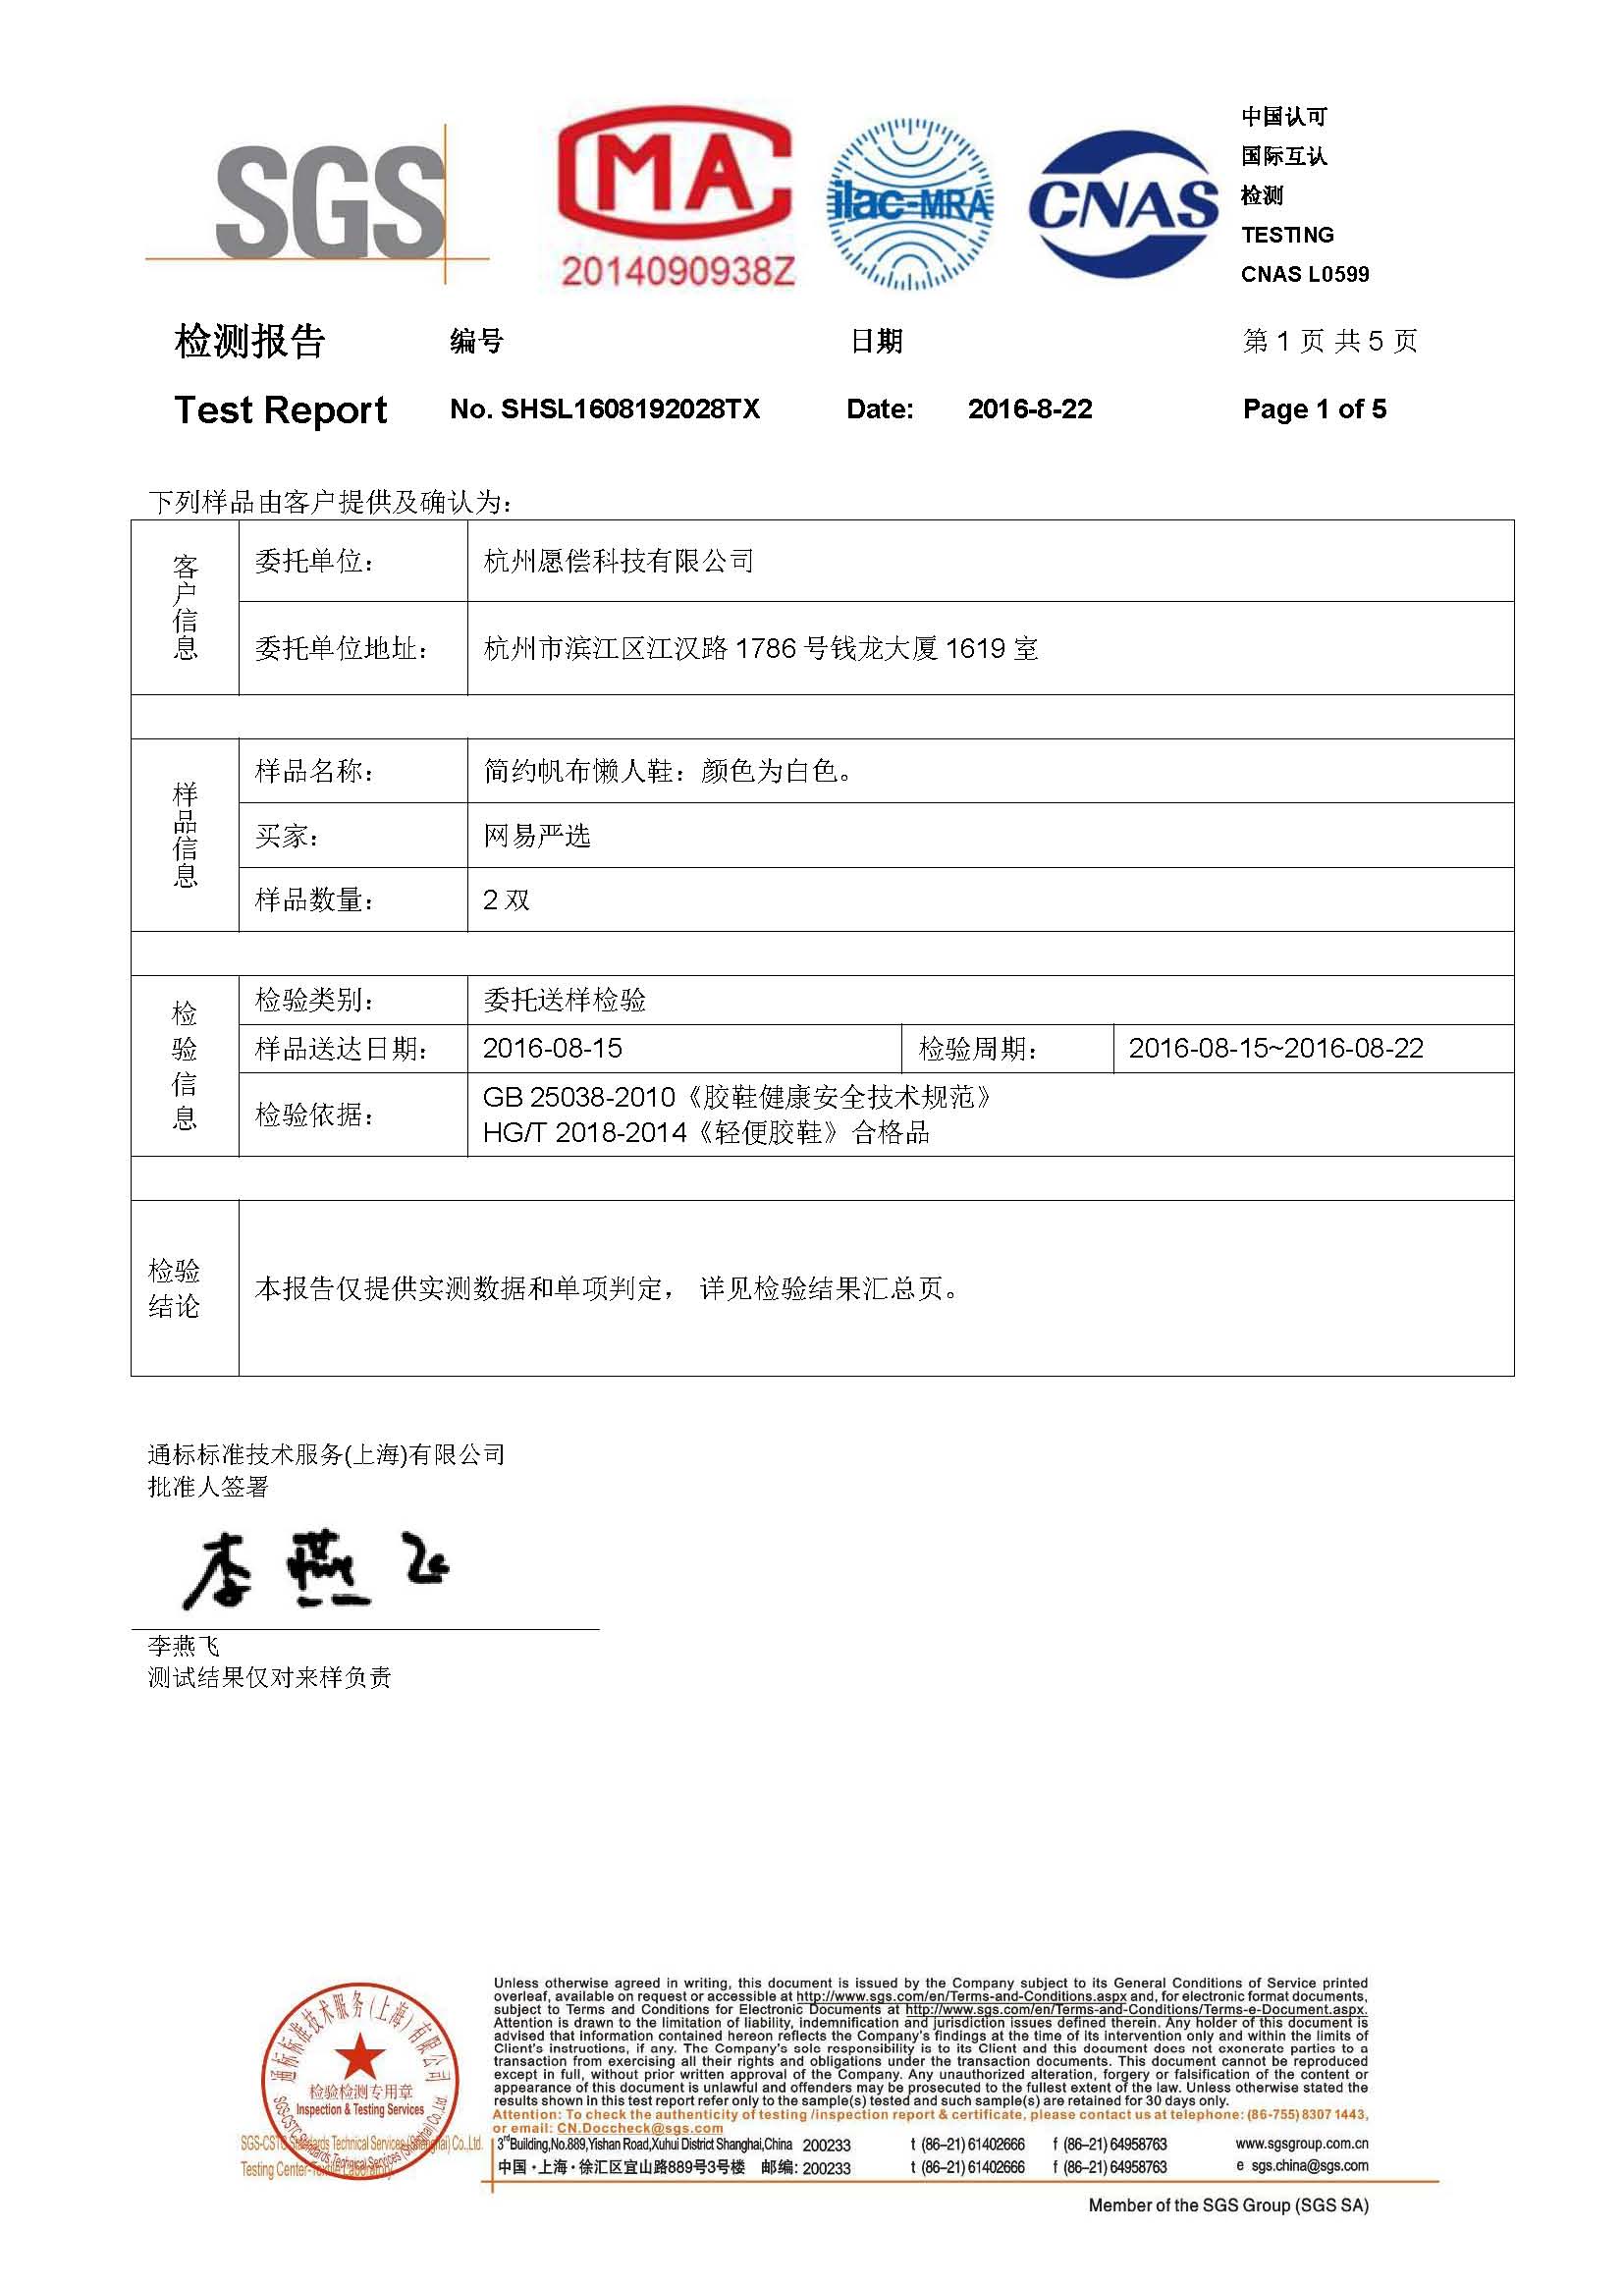 SGS
MA
2014090938Z
ilac-MRA
CNAS
中国认可
国际互认
检测
TESTING
CNAS L0599
检测报告 编号 日期 第 1 页 共 5 页
Test Report No. SHSL1608192028TX Date: 2016-8-22 Page 1 of 5
下列样品由客户提供及确认为：
客户信息
委托单位： 杭州愿偿科技有限公司
委托单位地址： 杭州市滨江区江汉路 1786 号钱龙大厦 1619 室
样品信息
样品名称： 简约帆布懒人鞋：颜色为白色。
买家： 网易严选
样品数量： 2 双
检验信息
检验类别： 委托送样检验
样品送达日期： 2016-08-15 检验周期： 2016-08-15~2016-08-22
检验依据： GB 25038-2010《胶鞋健康安全技术规范》
HG/T 2018-2014《轻便胶鞋》合格品
检验
结论
本报告仅提供实测数据和单项判定， 详见检验结果汇总页。
通标标准技术服务(上海)有限公司
批准人签署
李燕飞
李燕飞
测试结果仅对来样负责
通标标准技术服务(上海)有限公司
检验检测专用章
Inspection & Testing Services
SGS-CSTC Standards Technical Services (Shanghai) Co.,Ltd.
SGS-CSTC Standards Technical Services (Shanghai) Co.,Ltd.
Testing Center-Textile Laboratory
Unless otherwise agreed in writing, this document is issued by the Company subject to its General Conditions of Service printed
overleaf, available on request or accessible at http://www.sgs.com/en/Terms-and-Conditions.aspx and, for electronic format documents,
subject to Terms and Conditions for Electronic Documents at http://www.sgs.com/en/Terms-and-Conditions/Terms-e-Document.aspx.
Attention is drawn to the limitation of liability, indemnification and jurisdiction issues defined therein. Any holder of this document is
advised that information contained hereon reflects the Company's findings at the time of its intervention only and within the limits of
Client's instructions, if any. The Company's sole responsibility is to its Client and this document does not exonerate parties to a
transaction from exercising all their rights and obligations under the transaction documents. This document cannot be reproduced
except in full, without prior written approval of the Company. Any unauthorized alteration, forgery or falsification of the content or
appearance of this document is unlawful and offenders may be prosecuted to the fullest extent of the law. Unless otherwise stated the
results shown in this test report refer only to the sample(s) tested and such sample(s) are retained for 30 days only.
Attention: To check the authenticity of testing /inspection report & certificate, please contact us at telephone: (86-755) 8307 1443,
or email: CN.Doccheck@sgs.com
3rd Building,No.889,Yishan Road,Xuhui District Shanghai,China 200233 t (86-21) 61402666 f (86-21) 64958763 www.sgsgroup.com.cn
中国·上海·徐汇区宜山路889号3号楼 邮编: 200233 t (86-21) 61402666 f (86-21) 64958763 e sgs.china@sgs.com
Member of the SGS Group (SGS SA)